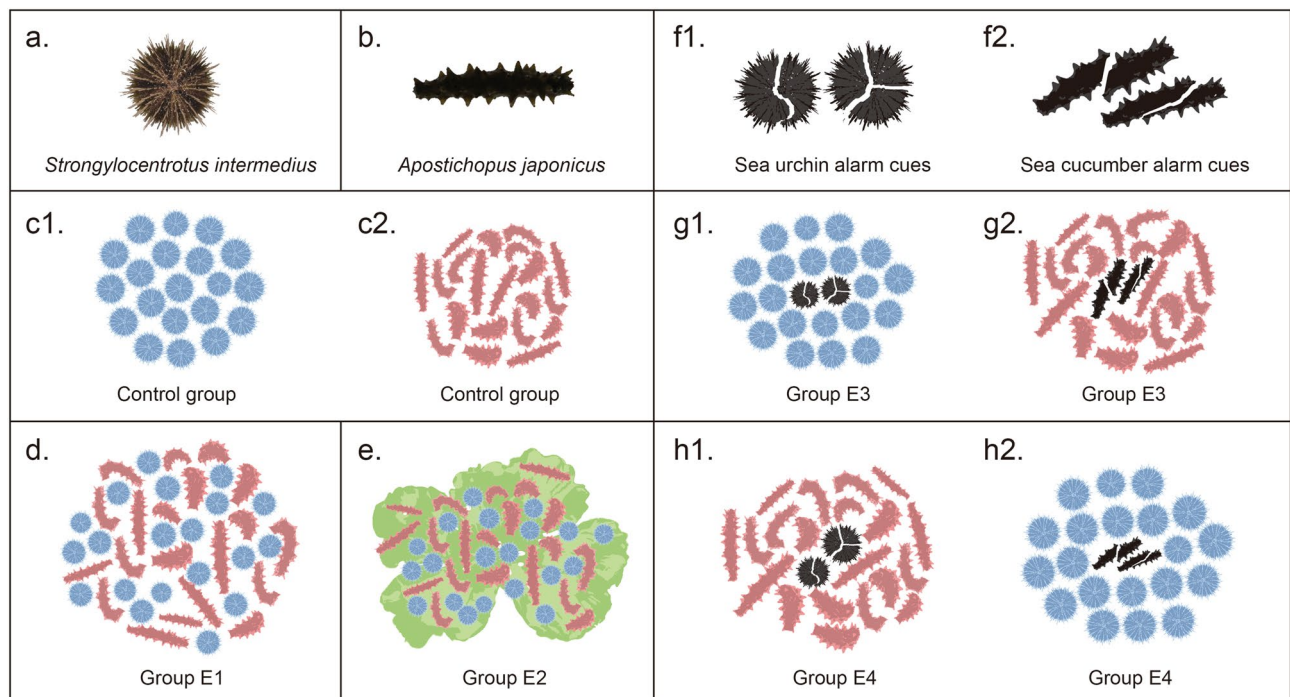 a.
b.
f1.
f2.
Strongylocentrotus intermedius
Apostichopus japonicus
Sea urchin alarm cues
Sea cucumber alarm cues
c1.
c2.
g1.
g2.
Control group
Control group
Group E3
Group E3
d.
e.
h1.
h2.
Group E1
Group E2
Group E4
Group E4